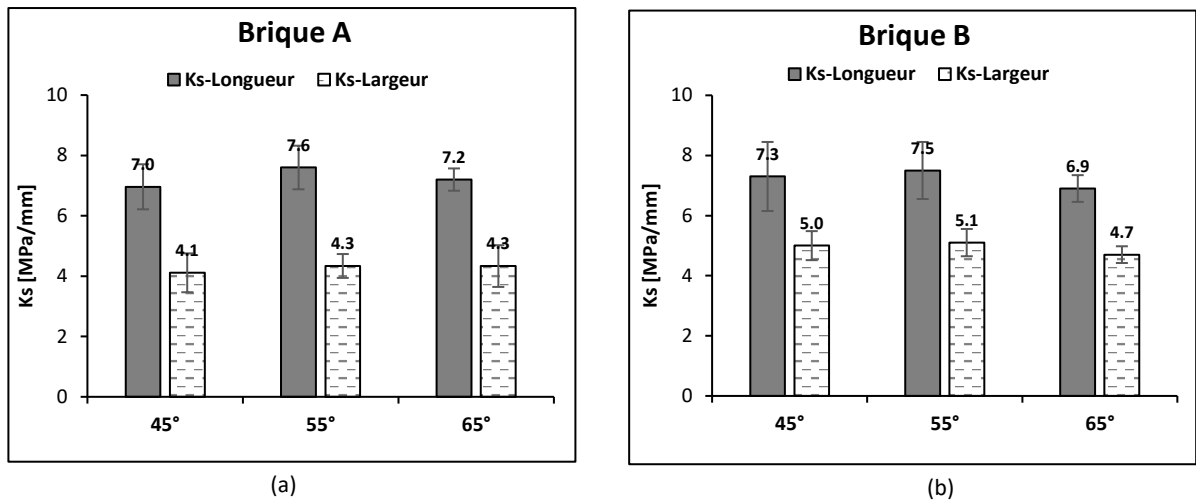 Brique A
Ks-Longueur Ks-Largeur
Ks [MPa/mm]
10
8
6
4
2
0
7.0
4.1
7.6
4.3
7.2
4.3
45° 55° 65°
(a)
Brique B
Ks-Longueur Ks-Largeur
Ks [MPa/mm]
10
8
6
4
2
0
7.3
5.0
7.5
5.1
6.9
4.7
45° 55° 65°
(b)